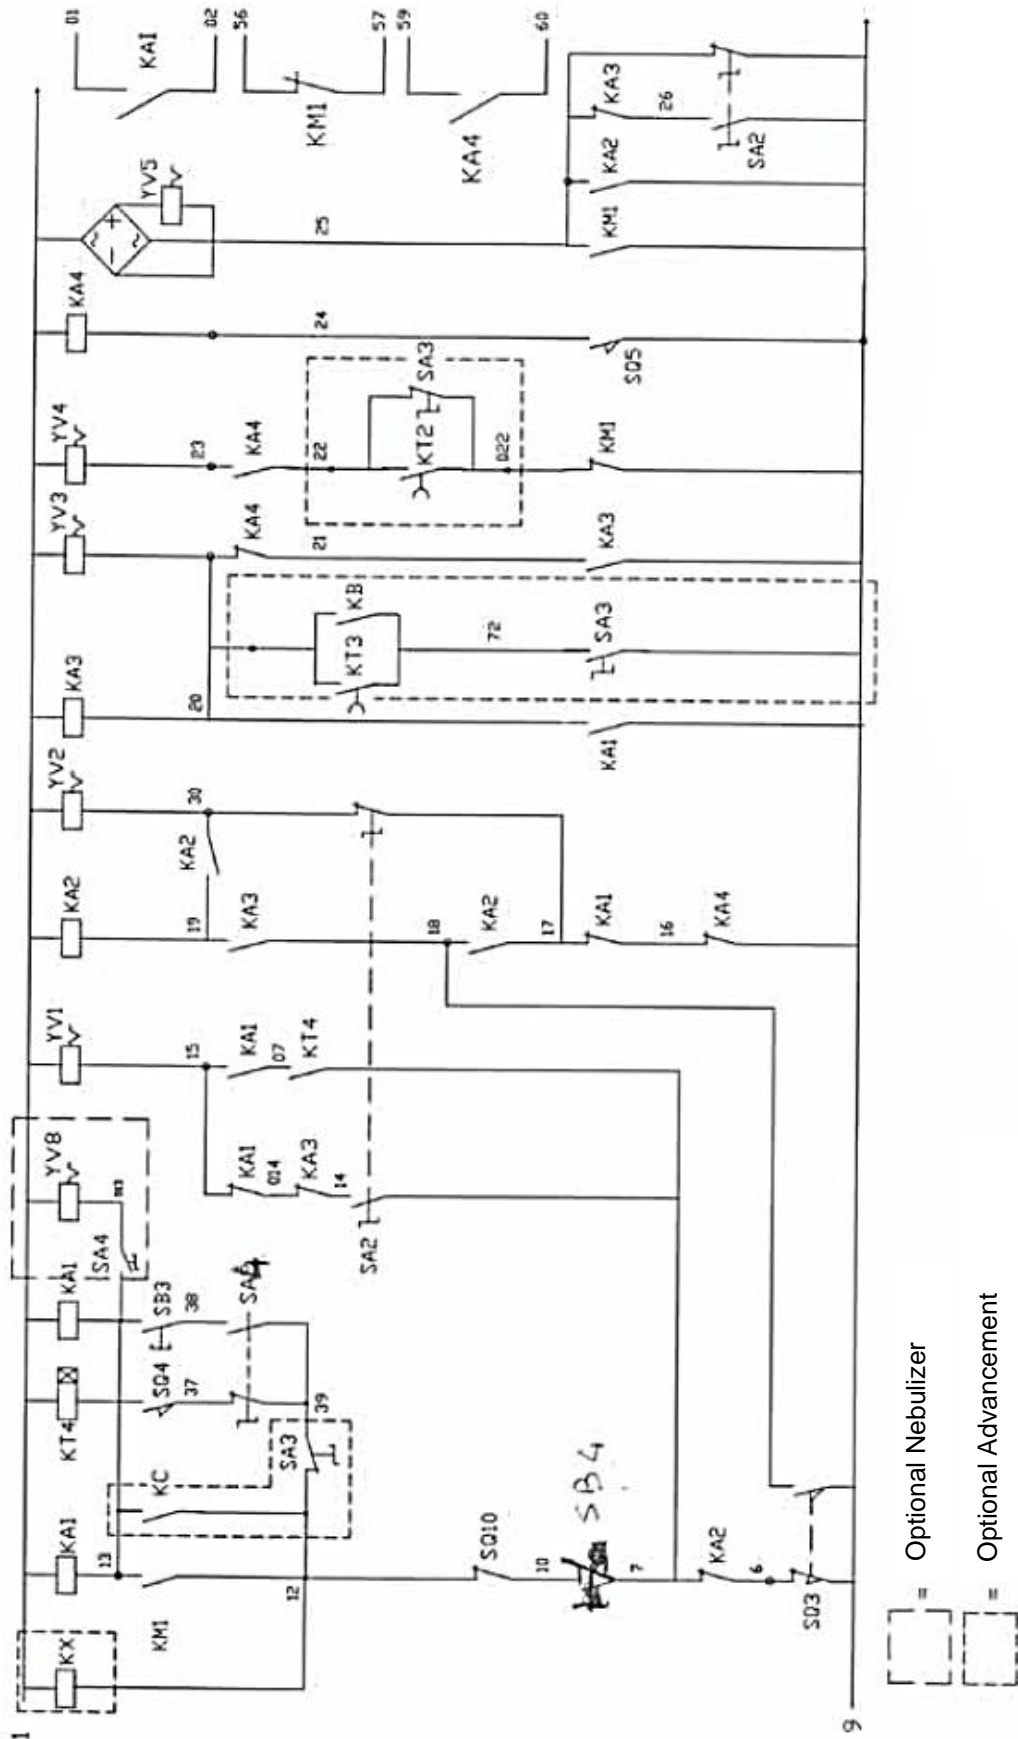 1
KX
KA1
KT4
KA1
YV8
YV1
KA2
YV2
KA3
YV3
YV4
KA4
YV5
~
+
-
~
01
KA1
02
13
KC
SA4
SQ4
SB3
37
38
KM1
12
SA3
39
15
KA1
014
KA3
14
SA2
KA1
07
KT4
19
KA2
30
KA3
18
KA2
17
KA1
16
KA4
20
KT3
KB
72
SA3
KA1
KA4
21
KA3
23
KA4
22
KT2
SA3
022
KM1
24
SQ5
25
KM1
KA2
KA3
26
SA2
56
KM1
57
59
KA4
60
SQ10
10
SB4
7
KA2
6
SQ3
9
= Optional Nebulizer
= Optional Advancement